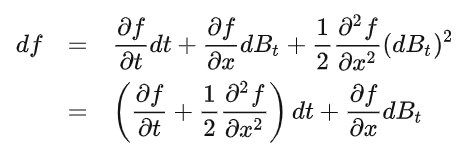 df = ∂f/∂t dt + ∂f/∂x dB_t + 1/2 ∂²f/∂x² (dB_t)²
= (∂f/∂t + 1/2 ∂²f/∂x²) dt + ∂f/∂x dB_t